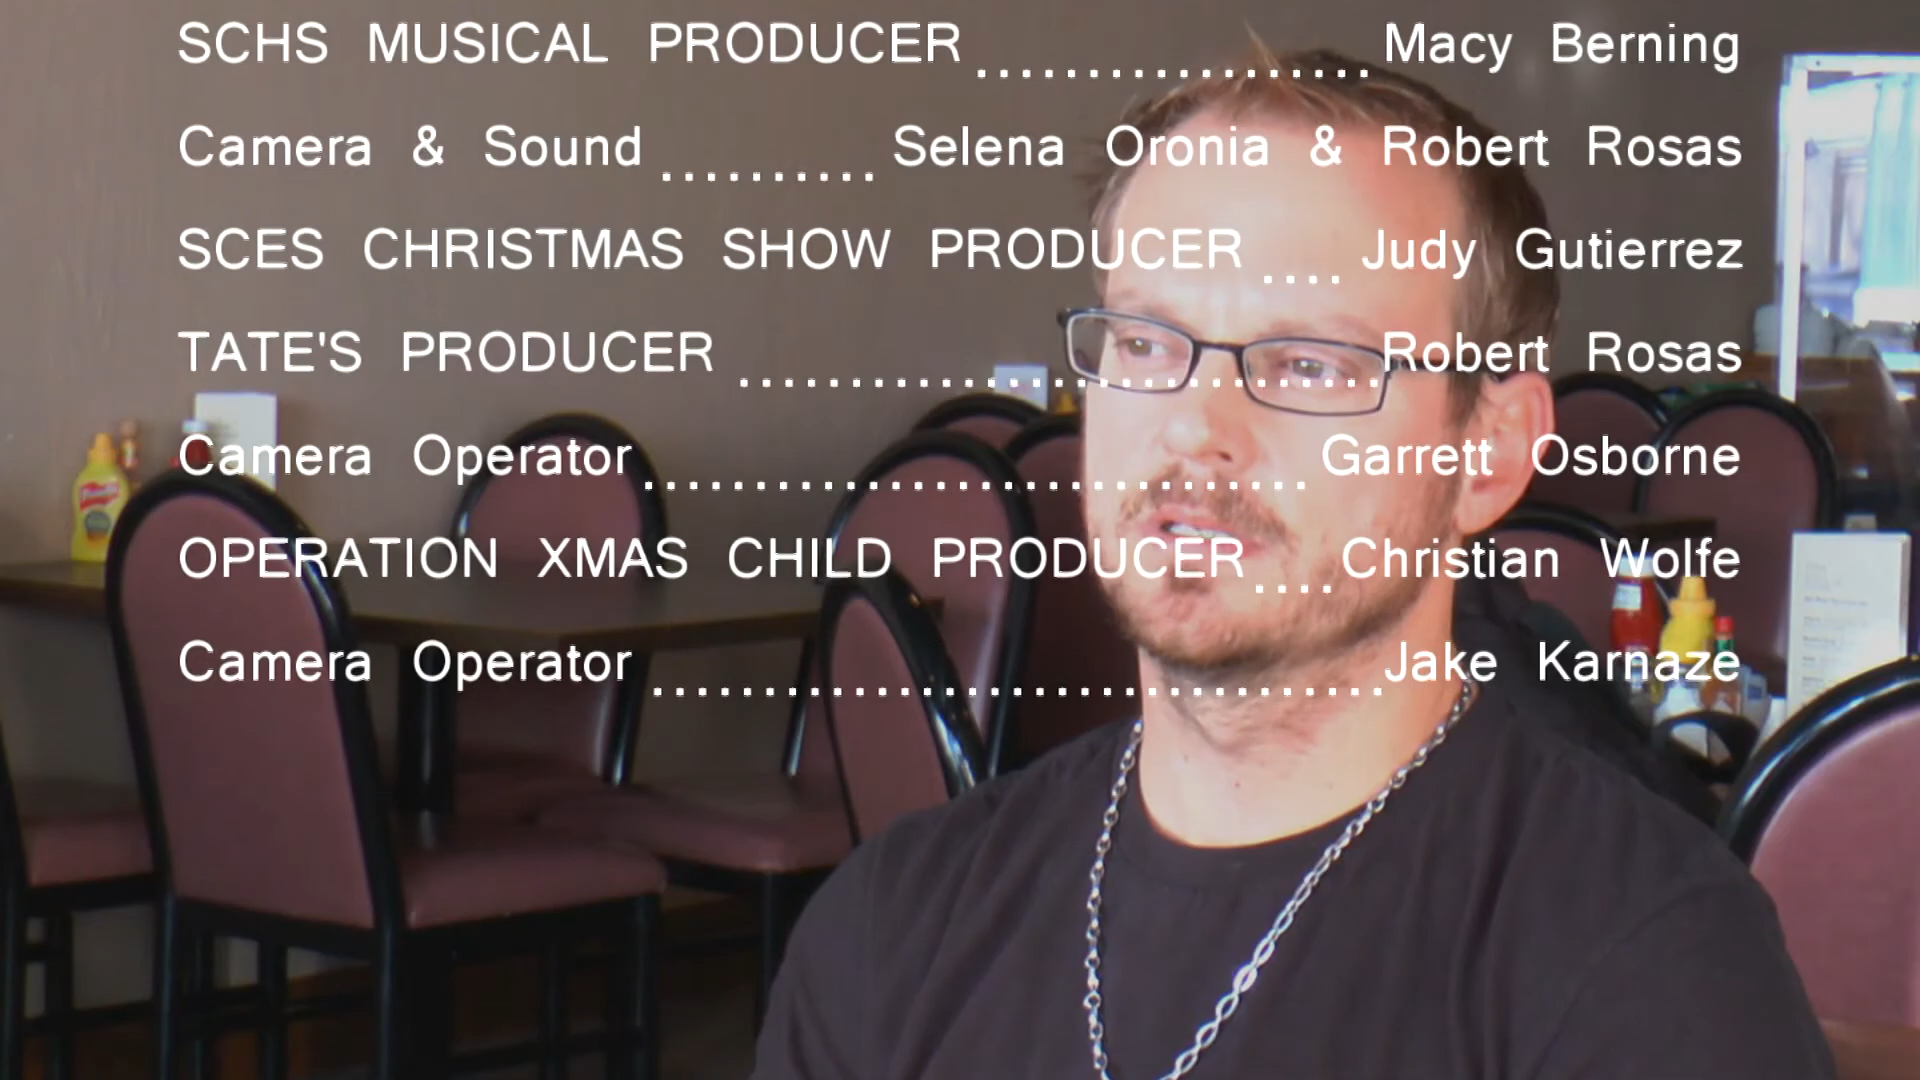 SCHS MUSICAL PRODUCER ................. Macy Berning
Camera & Sound .......... Selena Oronia & Robert Rosas
SCES CHRISTMAS SHOW PRODUCER .... Judy Gutierrez
TATE'S PRODUCER ............................. Robert Rosas
Camera Operator .............................. Garrett Osborne
OPERATION XMAS CHILD PRODUCER .... Christian Wolfe
Camera Operator ................................. Jake Karnaze